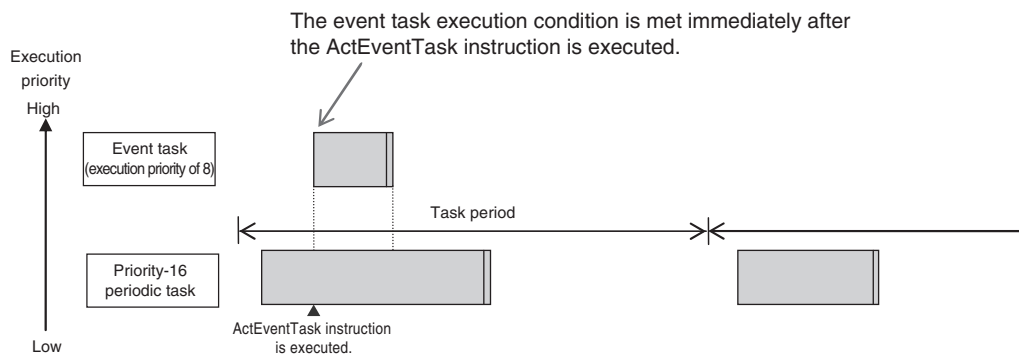 The event task execution condition is met immediately after
the ActEventTask instruction is executed.
Execution
priority
High
Event task
(execution priority of 8)
Task period
Priority-16
periodic task
ActEventTask instruction
is executed.
Low